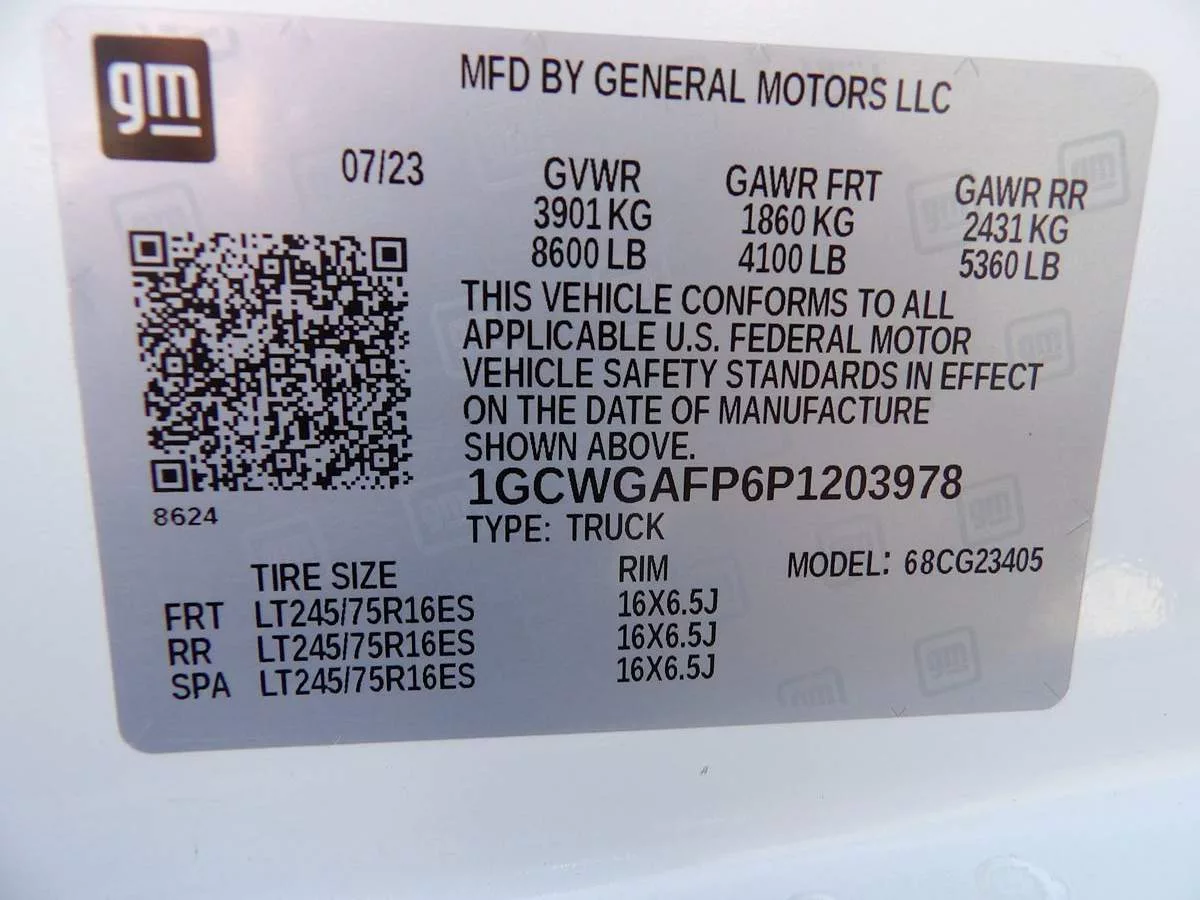 gm
MFD BY GENERAL MOTORS LLC
07/23
GVWR
3901 KG
8600 LB
GAWR FRT
1860 KG
4100 LB
GAWR RR
2431 KG
5360 LB
THIS VEHICLE CONFORMS TO ALL
APPLICABLE U.S. FEDERAL MOTOR
VEHICLE SAFETY STANDARDS IN EFFECT
ON THE DATE OF MANUFACTURE
SHOWN ABOVE.
1GCWGAFP6P1203978
8624
TYPE: TRUCK
MODEL: 68CG23405
TIRE SIZE RIM
FRT LT245/75R16ES 16X6.5J
RR LT245/75R16ES 16X6.5J
SPA LT245/75R16ES 16X6.5J